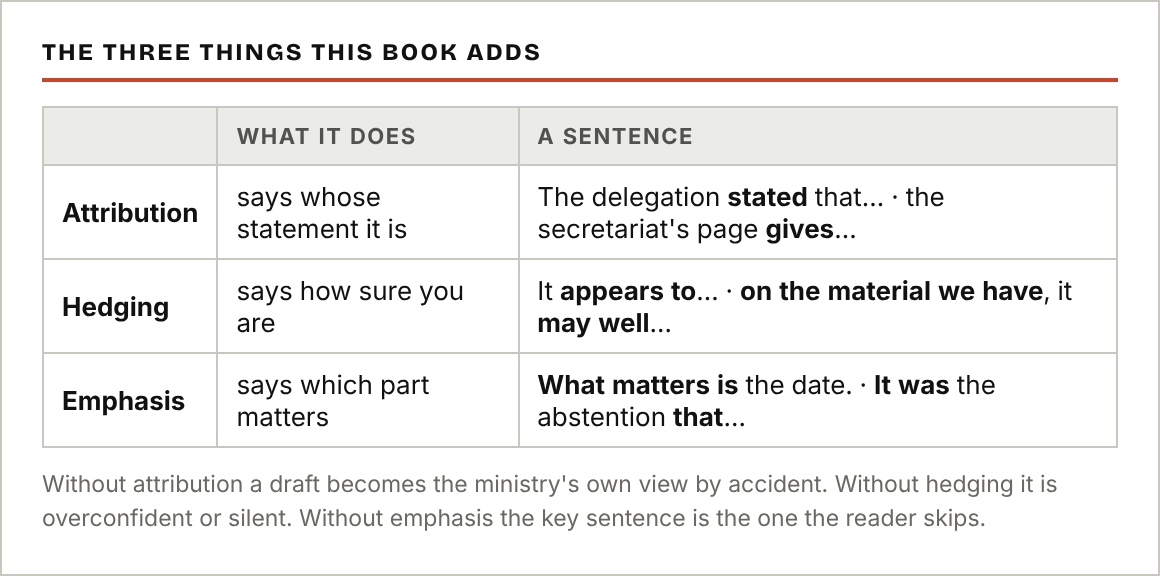 THE THREE THINGS THIS BOOK ADDS
WHAT IT DOES
A SENTENCE
Attribution
says whose
statement it is
The delegation stated that... · the
secretariat's page gives...
Hedging
says how sure you
are
It appears to... · on the material we have, it
may well...
Emphasis
says which part
matters
What matters is the date. · It was the
abstention that...
Without attribution a draft becomes the ministry's own view by accident. Without hedging it is
overconfident or silent. Without emphasis the key sentence is the one the reader skips.